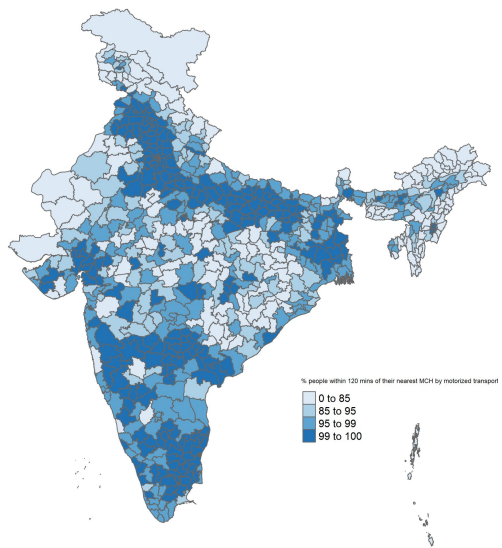 % people within 120 mins of their nearest MCH by motorized transport
0 to 85
85 to 95
95 to 99
99 to 100